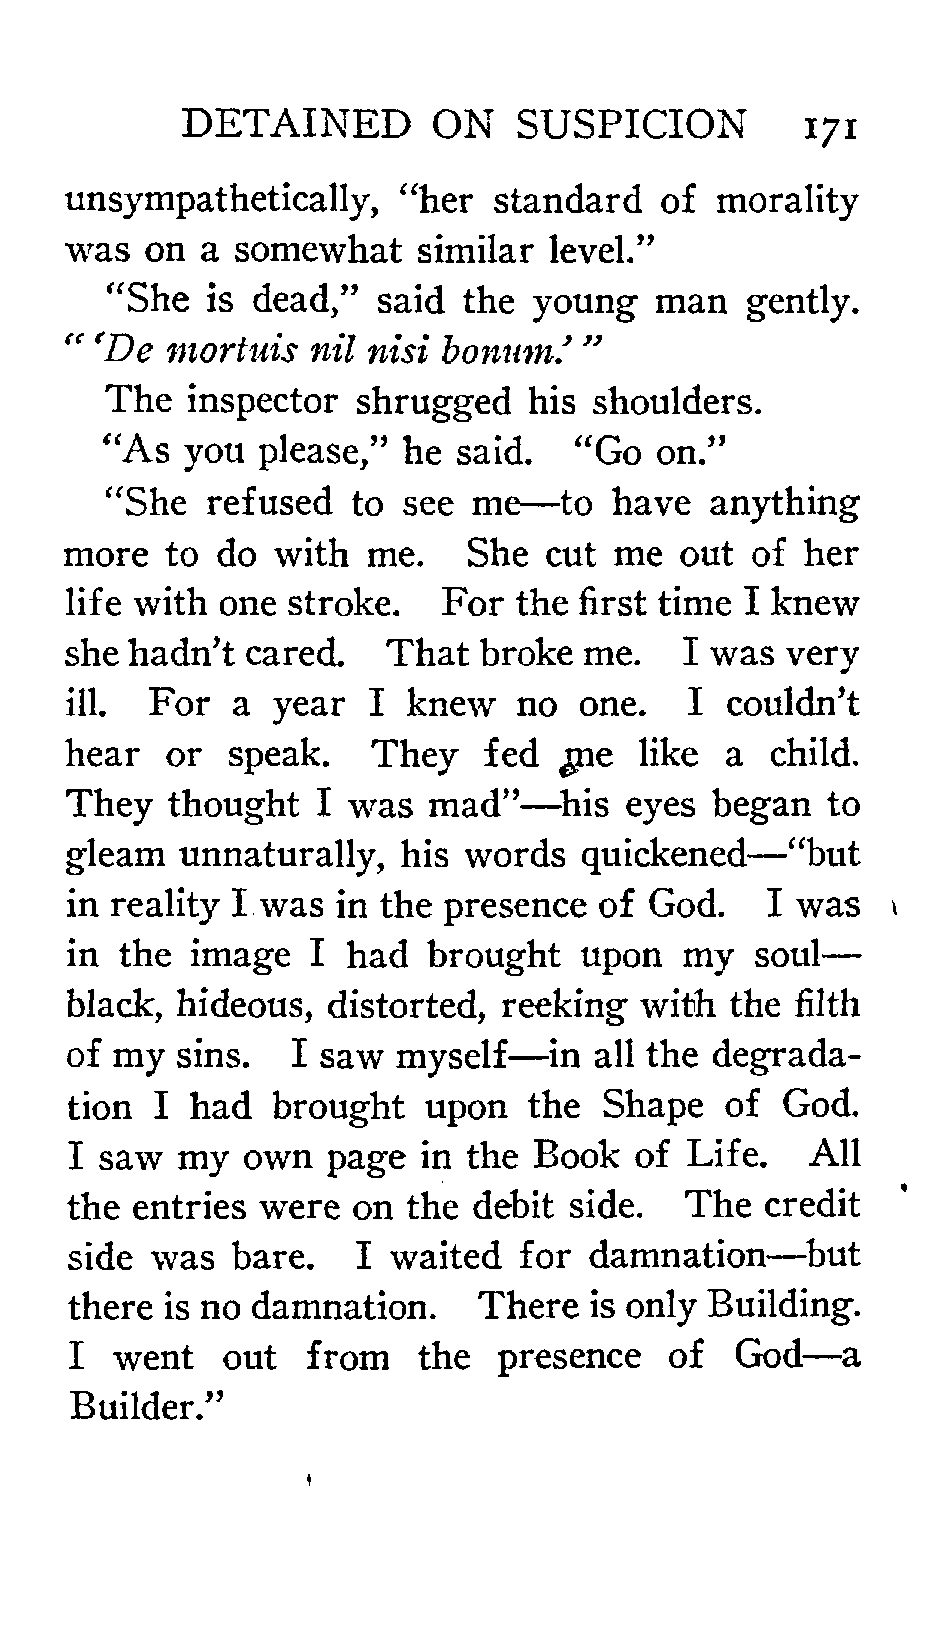 DETAINED ON SUSPICION 171
unsympathetically, "her standard of morality
was on a somewhat similar level."
"She is dead," said the young man gently.
"'De mortuis nil nisi bonum.'"
The inspector shrugged his shoulders.
"As you please," he said. "Go on."
"She refused to see me—to have anything
more to do with me. She cut me out of her
life with one stroke. For the first time I knew
she hadn't cared. That broke me. I was very
ill. For a year I knew no one. I couldn't
hear or speak. They fed me like a child.
They thought I was mad"—his eyes began to
gleam unnaturally, his words quickened—"but
in reality I was in the presence of God. I was
in the image I had brought upon my soul—
black, hideous, distorted, reeking with the filth
of my sins. I saw myself—in all the degrada-
tion I had brought upon the Shape of God.
I saw my own page in the Book of Life. All
the entries were on the debit side. The credit
side was bare. I waited for damnation—but
there is no damnation. There is only Building.
I went out from the presence of God—a
Builder."